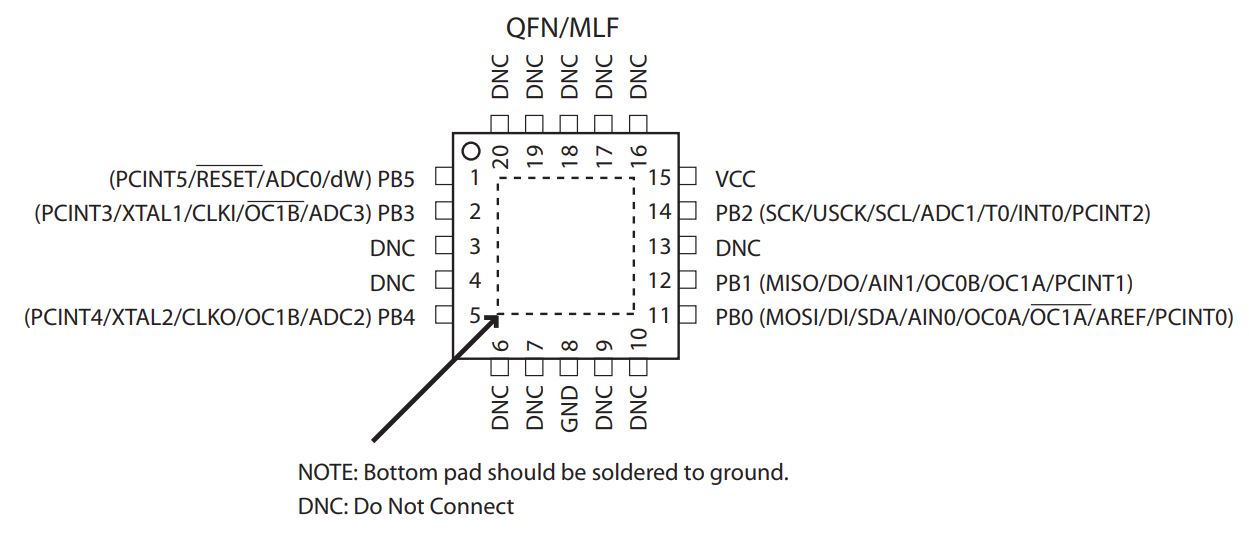 QFN/MLF
DNC DNC DNC DNC DNC
20 19 18 17 16
(PCINT5/RESET/ADC0/dW) PB5 1 15 VCC
(PCINT3/XTAL1/CLKI/OC1B/ADC3) PB3 2 14 PB2 (SCK/USCK/SCL/ADC1/T0/INT0/PCINT2)
DNC 3 13 DNC
DNC 4 12 PB1 (MISO/DO/AIN1/OC0B/OC1A/PCINT1)
(PCINT4/XTAL2/CLKO/OC1B/ADC2) PB4 5 11 PB0 (MOSI/DI/SDA/AIN0/OC0A/OC1A/AREF/PCINT0)
6 7 8 9 10
DNC DNC GND DNC DNC
NOTE: Bottom pad should be soldered to ground.
DNC: Do Not Connect